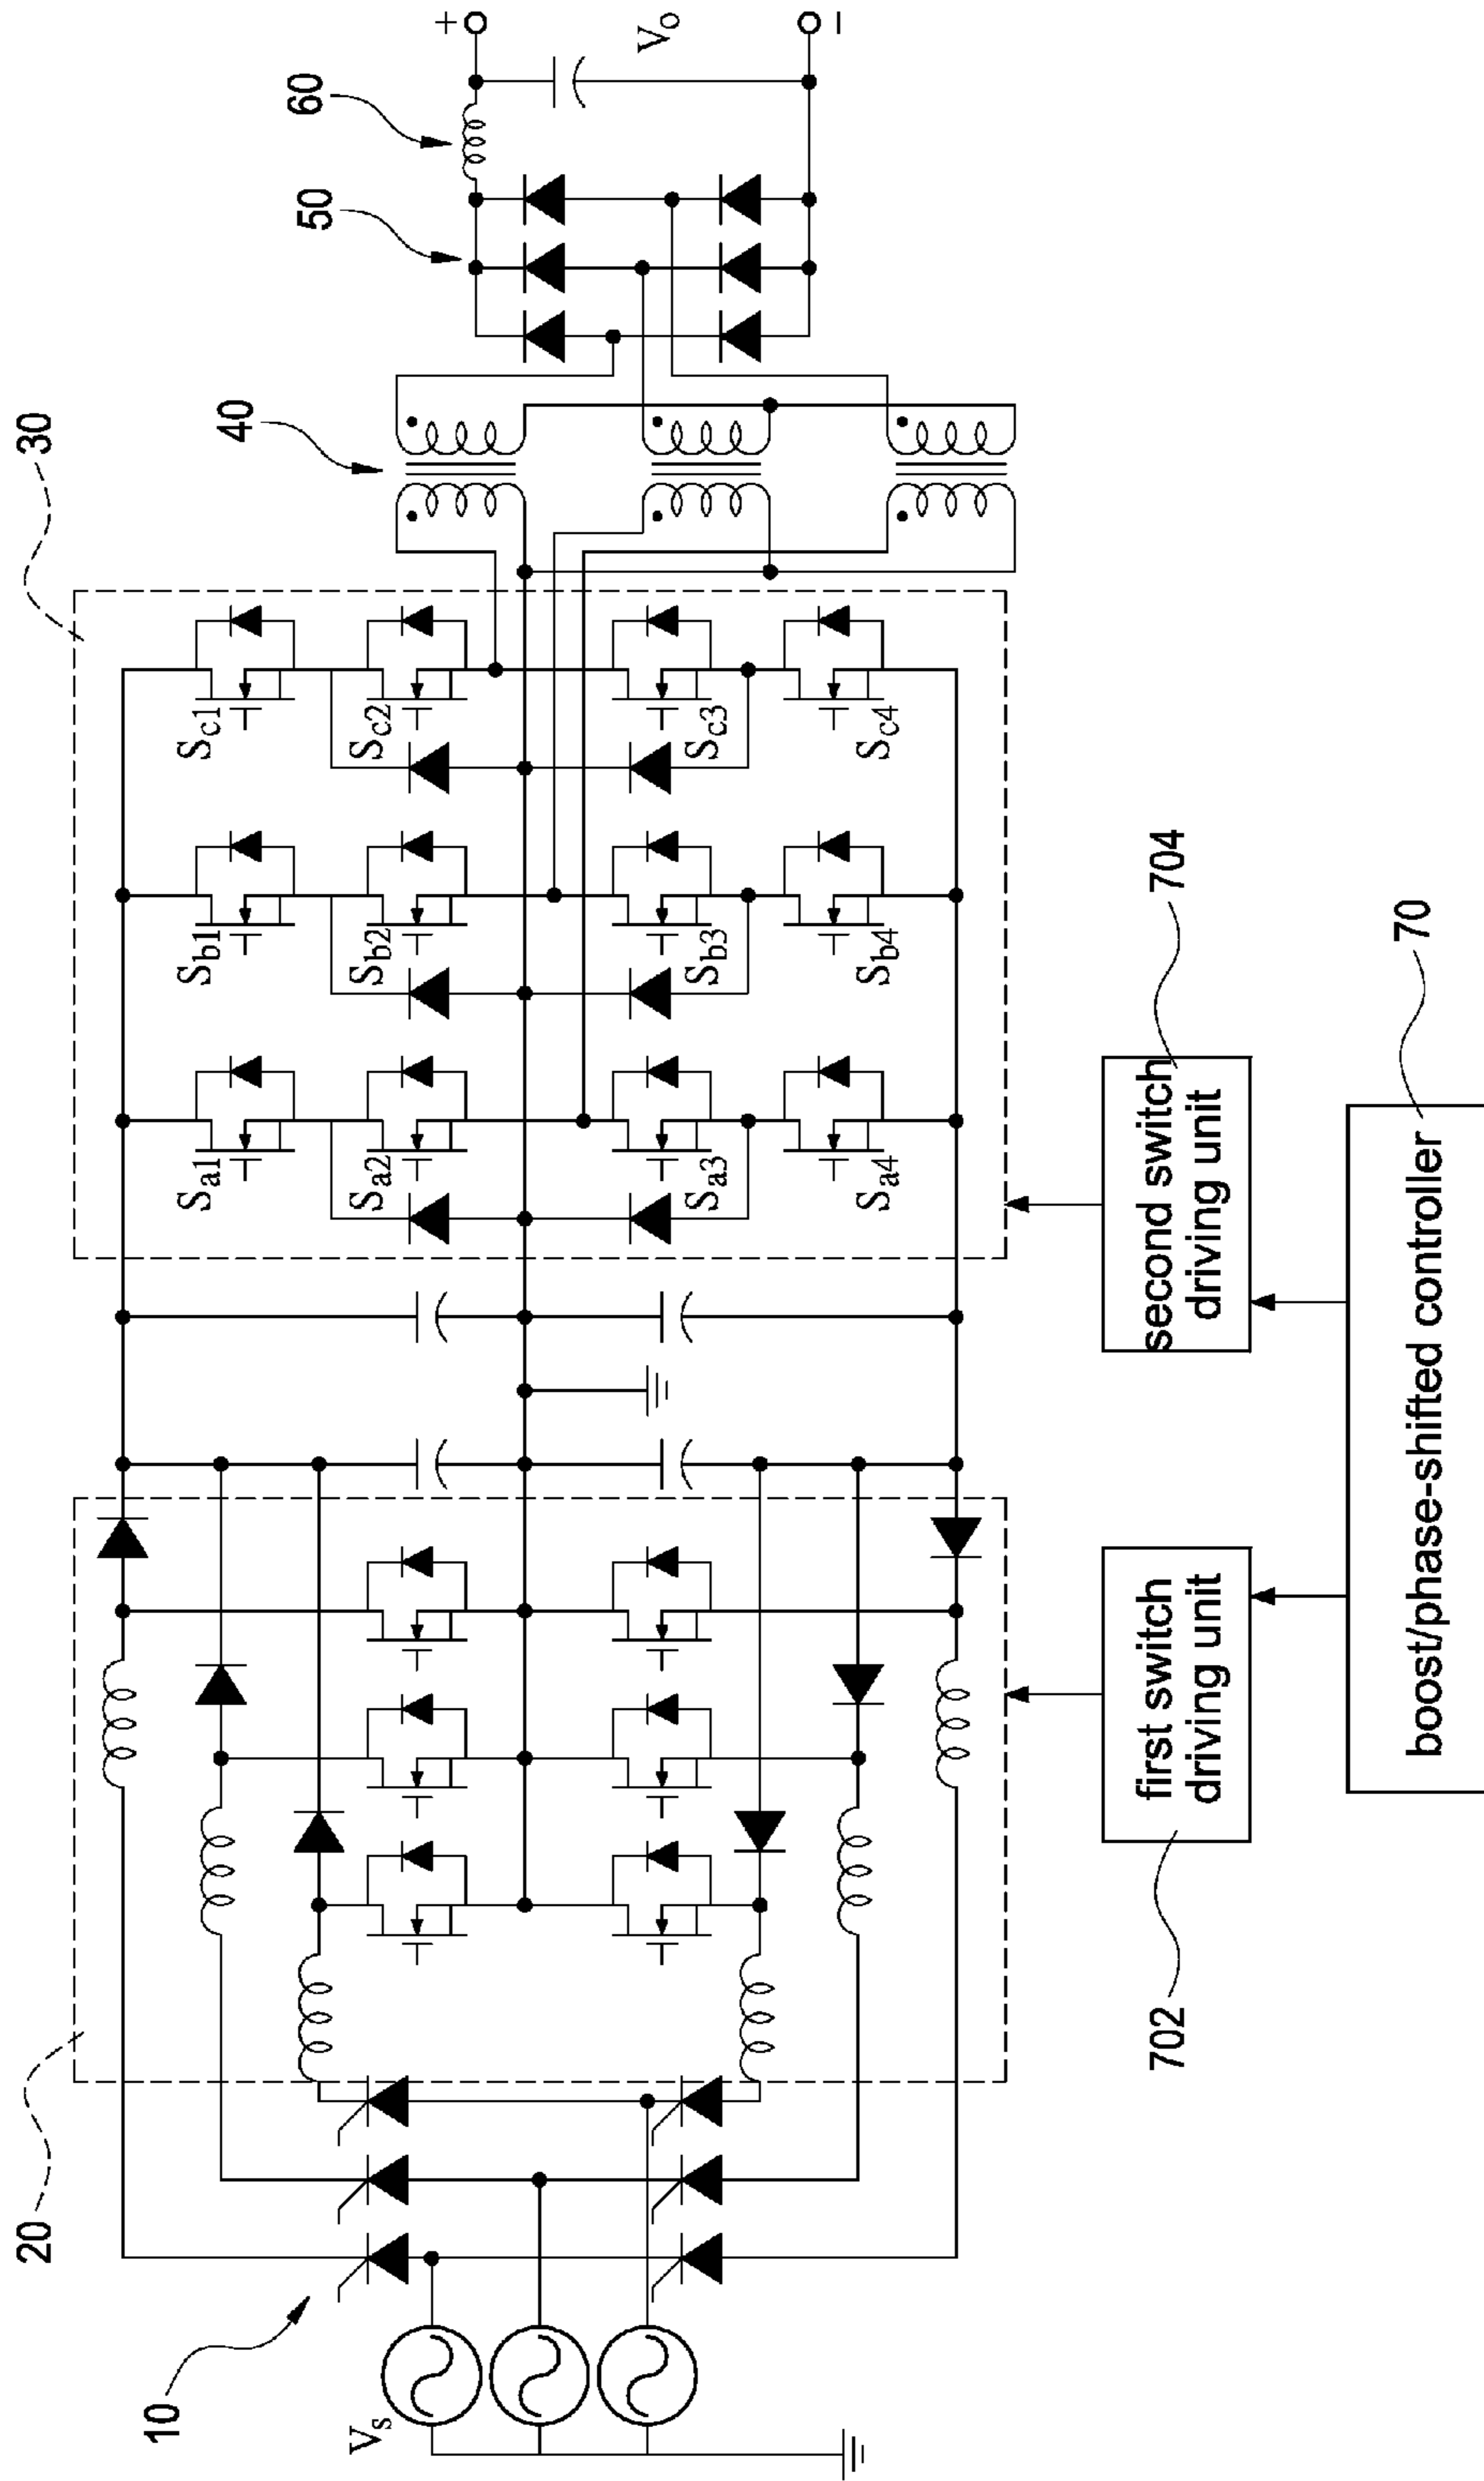 20
30
40
50
60
+
Vo
−
10
Vs
Sa1
Sb1
Sc1
Sa2
Sb2
Sc2
Sa3
Sb3
Sc3
Sa4
Sb4
Sc4
702
first switch
driving unit
second switch
driving unit
704
boost/phase-shifted controller
70